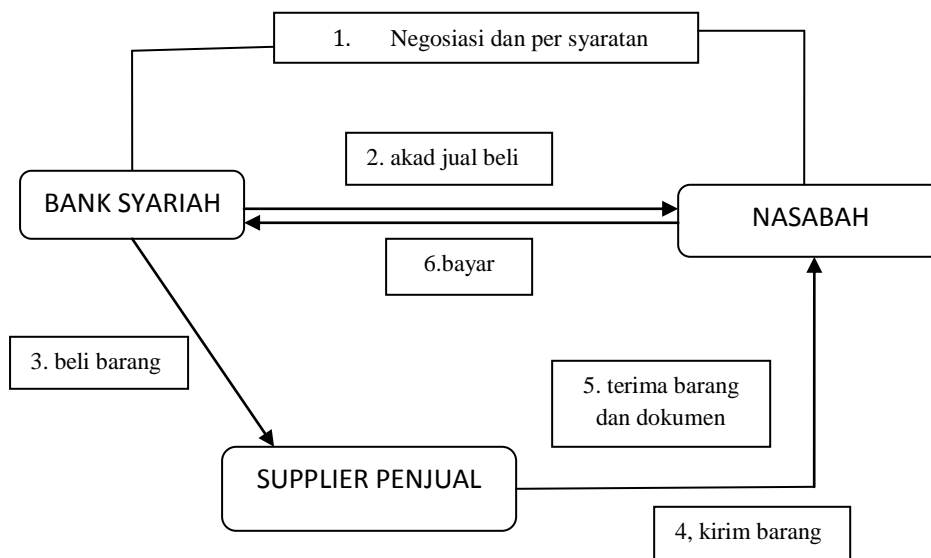 1. Negosiasi dan per syaratan
2. akad jual beli
BANK SYARIAH
NASABAH
6.bayar
3. beli barang
5. terima barang
dan dokumen
SUPPLIER PENJUAL
4, kirim barang